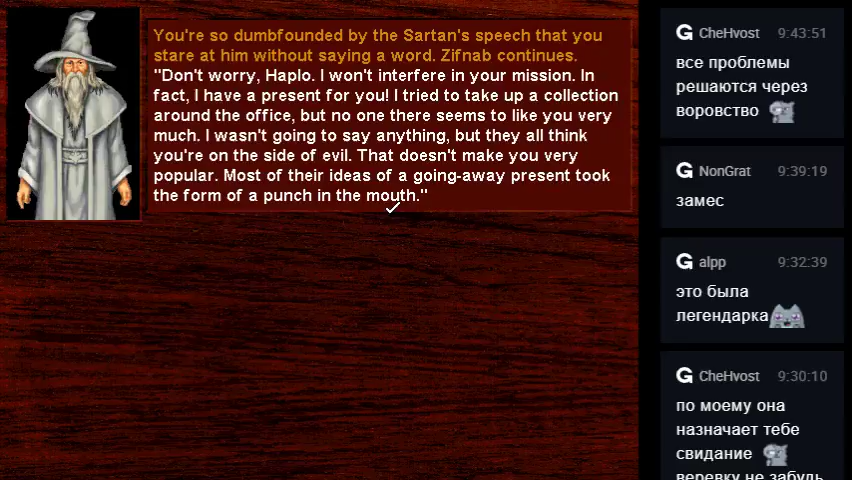 You're so dumbfounded by the Sartan's speech that you
stare at him without saying a word. Zifnab continues.
"Don't worry, Haplo. I won't interfere in your mission. In
fact, I have a present for you! I tried to take up a collection
around the office, but no one there seems to like you very
much. I wasn't going to say anything, but they all think
you're on the side of evil. That doesn't make you very
popular. Most of their ideas of a going-away present took
the form of a punch in the mouth."
G CheHvost 9:43:51
все проблемы
решаются через
воровство
G NonGrat 9:39:19
замес
G alpp 9:32:39
это была
легендарка
G CheHvost 9:30:10
по моему она
назначает тебе
свидание
веревку не забудь